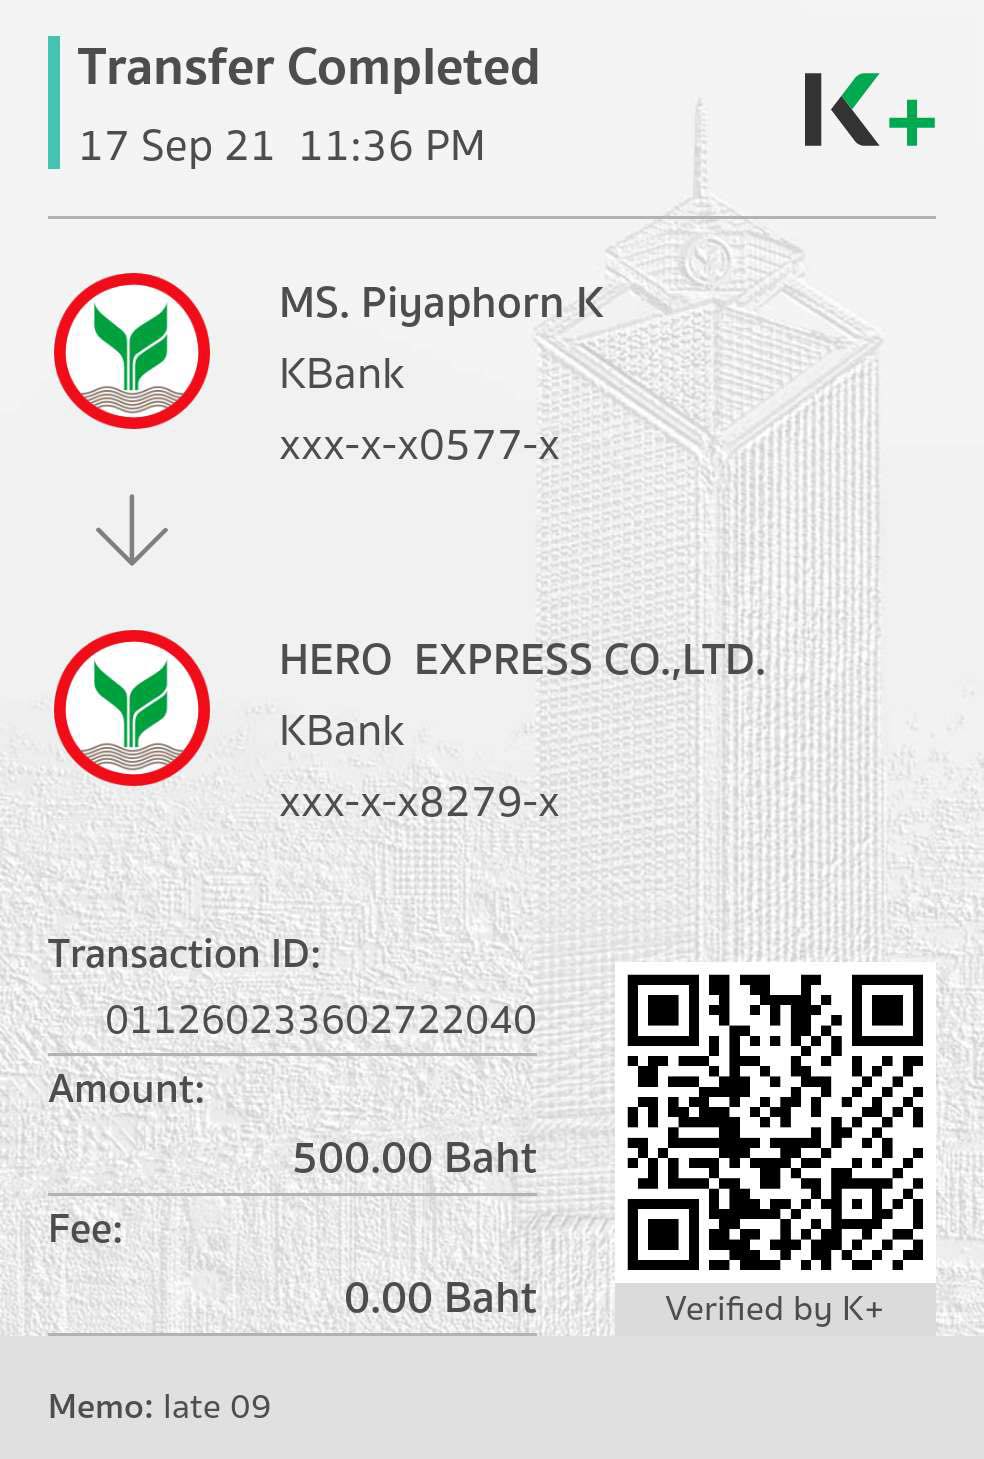 Transfer Completed
17 Sep 21  11:36 PM
K+
MS. Piyaphorn K
KBank
xxx-x-x0577-x
HERO  EXPRESS CO.,LTD.
KBank
xxx-x-x8279-x
Transaction ID:
011260233602722040
Amount:
500.00 Baht
Fee:
0.00 Baht
Verified by K+
Memo: late 09